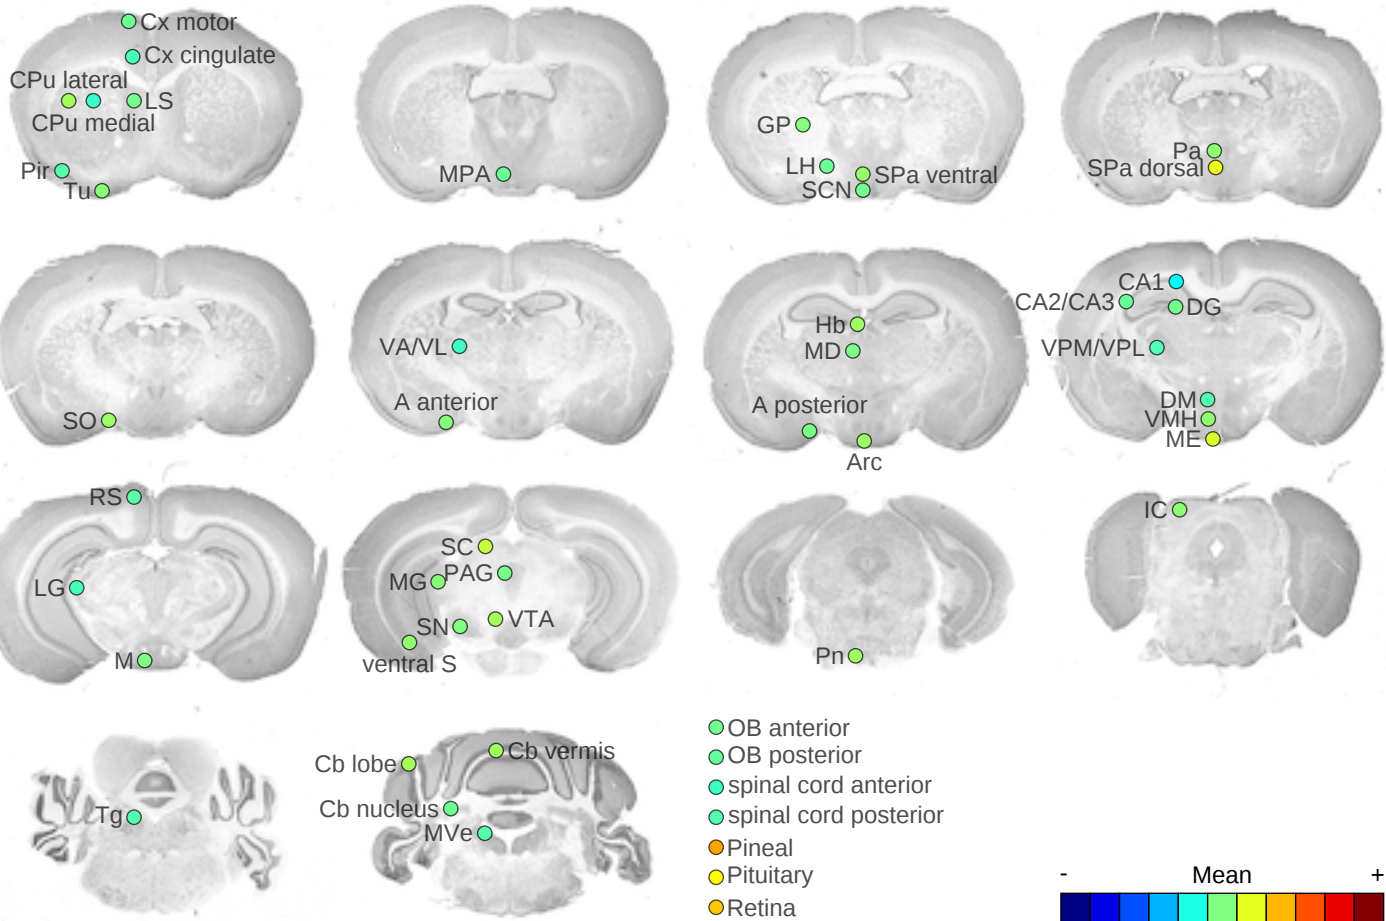 Cx motor
Cx cingulate
CPu lateral
LS
CPu medial
Pir
Tu
MPA
GP
LH
SPa ventral
SCN
Pa
SPa dorsal
SO
VA/VL
A anterior
Hb
MD
A posterior
Arc
CA1
CA2/CA3
DG
VPM/VPL
DM
VMH
ME
RS
LG
M
SC
MG
PAG
SN
VTA
ventral S
Pn
IC
Tg
Cb lobe
Cb vermis
Cb nucleus
MVe
OB anterior
OB posterior
spinal cord anterior
spinal cord posterior
Pineal
Pituitary
Retina
- Mean +